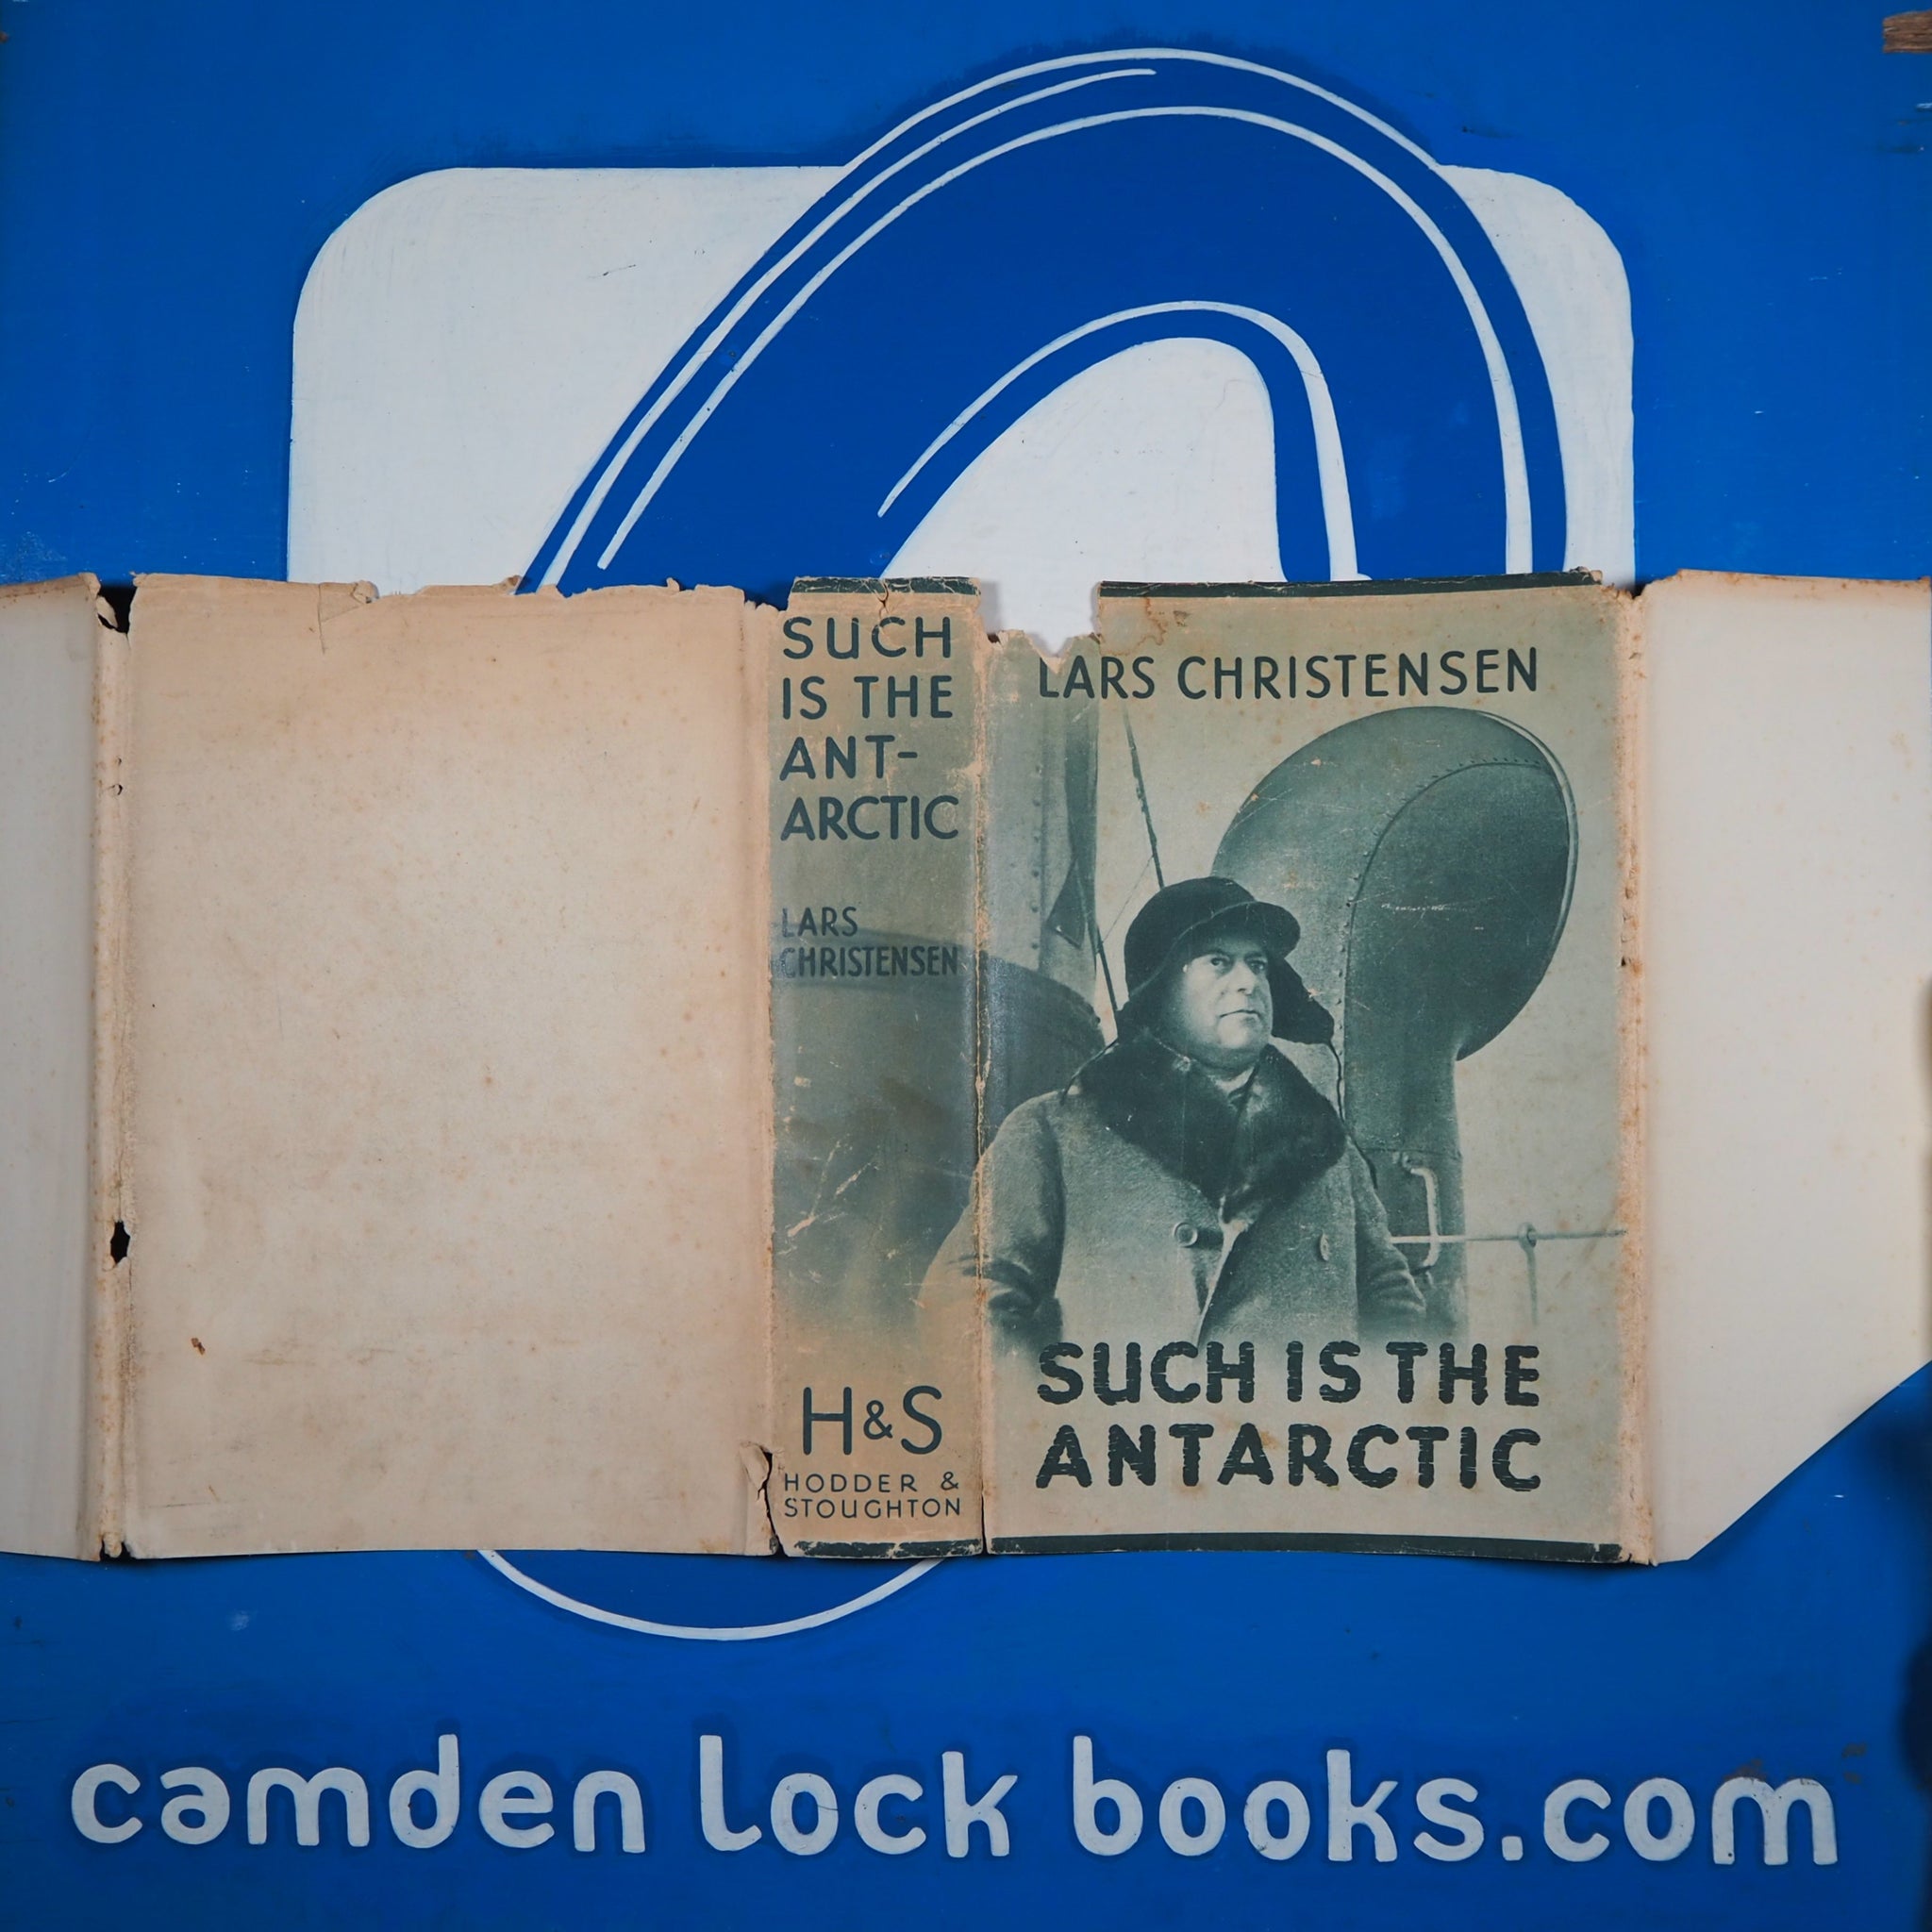 SUCH
IS THE
ANT-
ARCTIC
LARS
CHRISTENSEN
H&S
HODDER &
STOUGHTON
LARS CHRISTENSEN
SUCH IS THE
ANTARCTIC
camden lock books.com